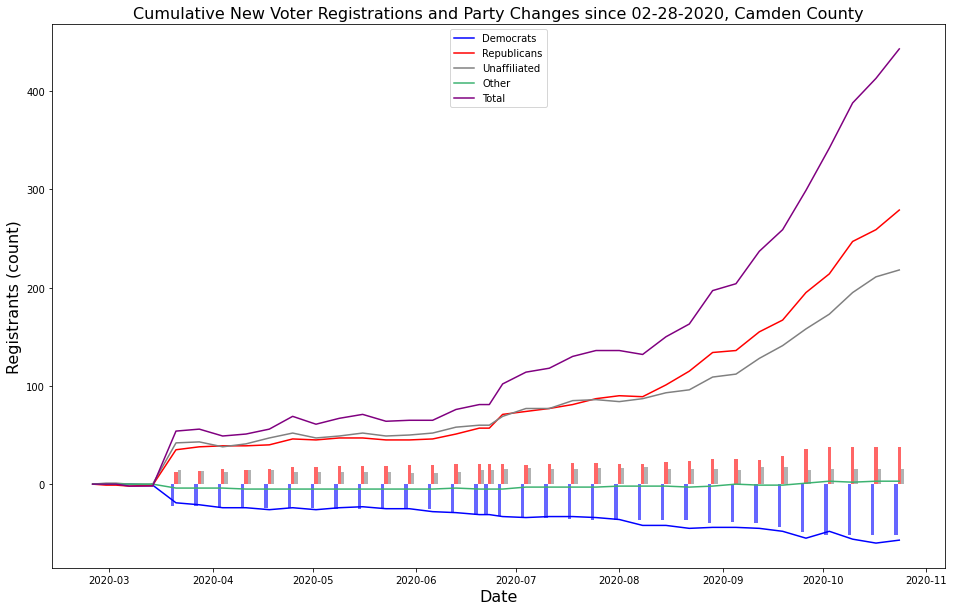 Cumulative New Voter Registrations and Party Changes since 02-28-2020, Camden County
Democrats
Republicans
Unaffiliated
Other
Total
Registrants (count)
400
300
200
100
0
2020-03 2020-04 2020-05 2020-06 2020-07 2020-08 2020-09 2020-10 2020-11
Date